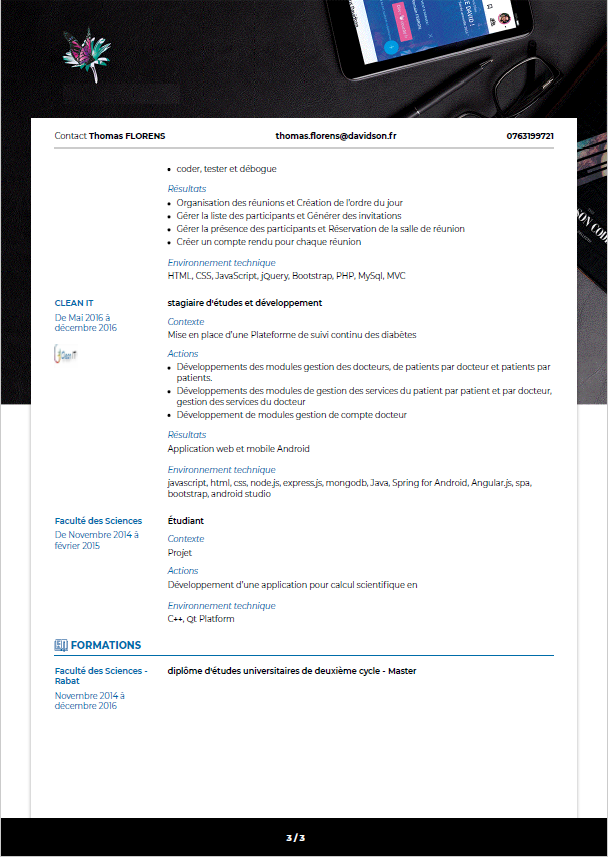 Contact Thomas FLORENS
thomas.florens@davidson.fr
0763199721
coder, tester et débogue
Résultats
Organisation des réunions et Création de l'ordre du jour
Gérer la liste des participants et Générer des invitations
Gérer la présence des participants et Réservation de la salle de réunion
Créer un compte rendu pour chaque réunion
Environnement technique
HTML, CSS, JavaScript, jQuery, Bootstrap, PHP, MySql, MVC
CLEAN IT
De Mai 2016 à
décembre 2016
Clean IT
stagiaire d'études et développement
Contexte
Mise en place d'une Plateforme de suivi continu des diabètes
Actions
Développements des modules gestion des docteurs, de patients par docteur et patients par
patients.
Développements des modules de gestion des services du patient par patient et par docteur,
gestion des services du docteur
Développement de modules gestion de compte docteur
Résultats
Application web et mobile Android
Environnement technique
javascript, html, css, node.js, express.js, mongodb, Java, Spring for Android, Angular.js, spa,
bootstrap, android studio
Faculté des Sciences
De Novembre 2014 à
février 2015
Étudiant
Contexte
Projet
Actions
Développement d'une application pour calcul scientifique en
Environnement technique
C++, Qt Platform
FORMATIONS
Faculté des Sciences -
Rabat
Novembre 2014 à
décembre 2016
diplôme d'études universitaires de deuxième cycle - Master
3 / 3